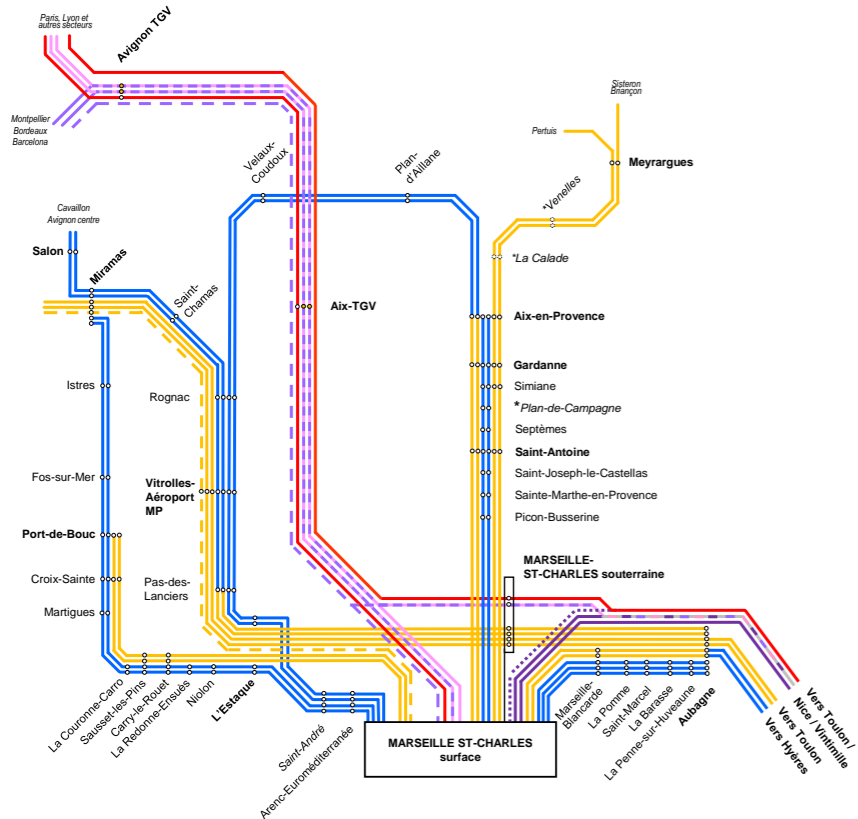 Paris, Lyon et
autres secteurs
Avignon TGV
Montpellier
Bordeaux
Barcelona
Sisteron
Briançon
Pertuis
Meyrargues
Velaux-
Coudoux
Plan-
d'Aillane
*Venelles
Cavaillon
Avignon centre
Salon
Miramas
Saint-
Chamas
*La Calade
Aix-TGV
Aix-en-Provence
Gardanne
Istres
Rognac
Simiane
*Plan-de-Campagne
Septèmes
Saint-Antoine
Fos-sur-Mer
Vitrolles-
Aéroport
MP
Saint-Joseph-le-Castellas
Sainte-Marthe-en-Provence
Picon-Busserine
Port-de-Bouc
MARSEILLE-
ST-CHARLES souterraine
Croix-Sainte
Pas-des-
Lanciers
Martigues
La Couronne-Carro
Sausset-les-Pins
Carry-le-Rouet
La Redonne-Ensuès
Niolon
L'Estaque
Saint-André
Arenc-Euroméditerranée
MARSEILLE ST-CHARLES
surface
Marseille-
Blancarde
La Pomme
Saint-Marcel
La Barasse
La Penne-sur-Huveaune
Aubagne
Vers Toulon /
Nice / Vintimille
Vers Toulon
Vers Hyères